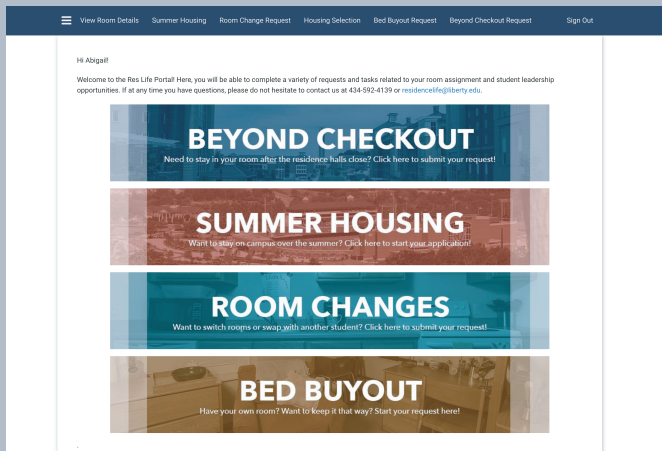 View Room Details Summer Housing Room Change Request Housing Selection Bed Buyout Request Beyond Checkout Request Sign Out
Hi Abigail!
Welcome to the Res Life Portal! Here, you will be able to complete a variety of requests and tasks related to your room assignment and student leadership
opportunities. If at any time you have questions, please do not hesitate to contact us at 434-592-4139 or residencelife@liberty.edu.
BEYOND CHECKOUT
Need to stay in your room after the residence halls close? Click here to submit your request!
SUMMER HOUSING
Want to stay on campus over the summer? Click here to start your application!
ROOM CHANGES
Want to switch rooms or swap with another student? Click here to submit your request!
BED BUYOUT
Have your own room? Want to keep it that way? Start your request here!